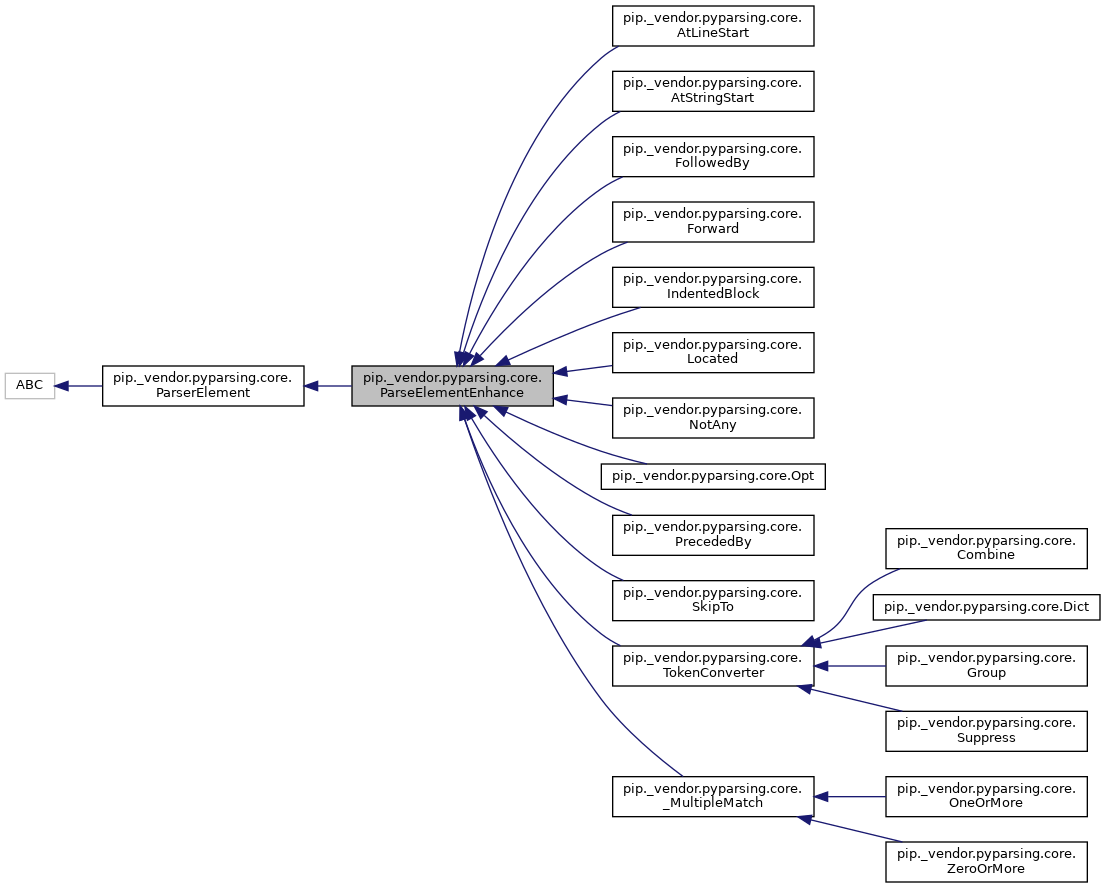 pip._vendor.pyparsing.core.
AtLineStart
pip._vendor.pyparsing.core.
AtStringStart
pip._vendor.pyparsing.core.
FollowedBy
pip._vendor.pyparsing.core.
Forward
pip._vendor.pyparsing.core.
IndentedBlock
pip._vendor.pyparsing.core.
Located
ABC
pip._vendor.pyparsing.core.
ParserElement
pip._vendor.pyparsing.core.
ParseElementEnhance
pip._vendor.pyparsing.core.
NotAny
pip._vendor.pyparsing.core.Opt
pip._vendor.pyparsing.core.
PrecededBy
pip._vendor.pyparsing.core.
SkipTo
pip._vendor.pyparsing.core.
TokenConverter
pip._vendor.pyparsing.core.
Combine
pip._vendor.pyparsing.core.Dict
pip._vendor.pyparsing.core.
Group
pip._vendor.pyparsing.core.
Suppress
pip._vendor.pyparsing.core.
_MultipleMatch
pip._vendor.pyparsing.core.
OneOrMore
pip._vendor.pyparsing.core.
ZeroOrMore